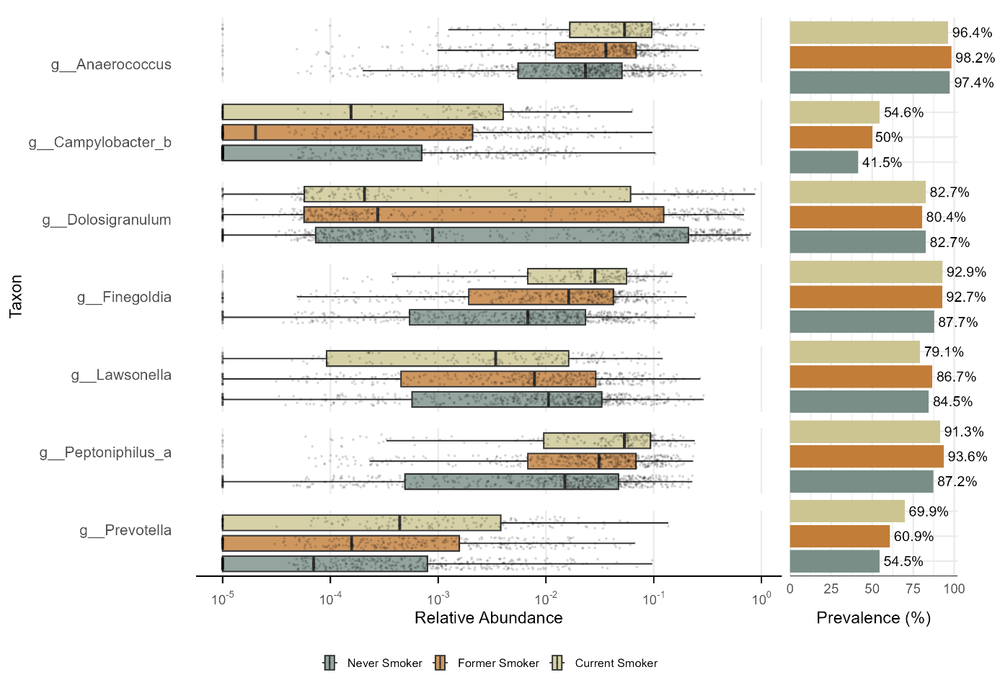 Taxon
g__Anaerococcus
96.4%
98.2%
97.4%
g__Campylobacter_b
54.6%
50%
41.5%
g__Dolosigranulum
82.7%
80.4%
82.7%
g__Finegoldia
92.9%
92.7%
87.7%
g__Lawsonella
79.1%
86.7%
84.5%
g__Peptoniphilus_a
91.3%
93.6%
87.2%
g__Prevotella
69.9%
60.9%
54.5%
10-5 10-4 10-3 10-2 10-1 100
0 25 50 75 100
Relative Abundance
Prevalence (%)
Never Smoker Former Smoker Current Smoker